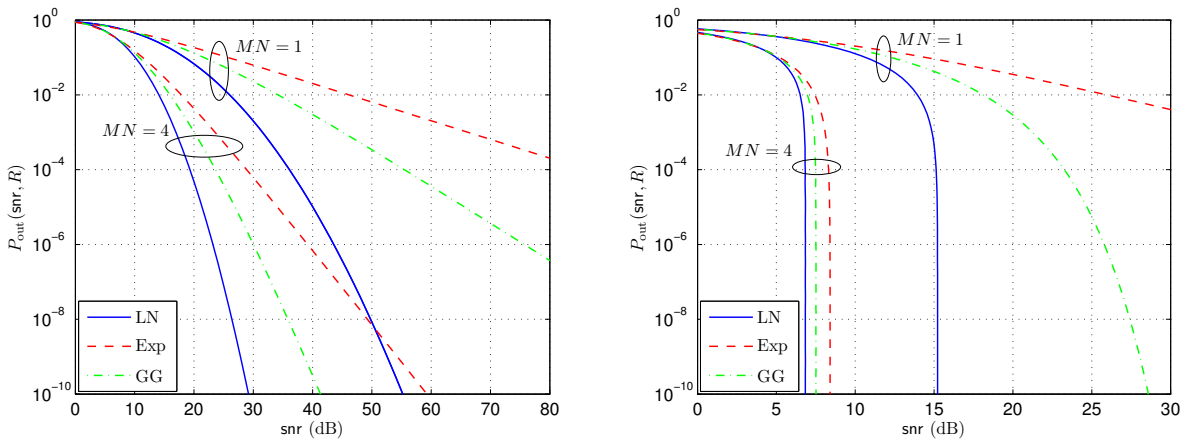 10^0
10^-2
10^-4
10^-6
10^-8
10^-10
P_out(snr, R)
0 10 20 30 40 50 60 70 80
snr (dB)
MN = 1
MN = 4
LN
Exp
GG
10^0
10^-2
10^-4
10^-6
10^-8
10^-10
P_out(snr, R)
0 5 10 15 20 25 30
snr (dB)
MN = 1
MN = 4
LN
Exp
GG